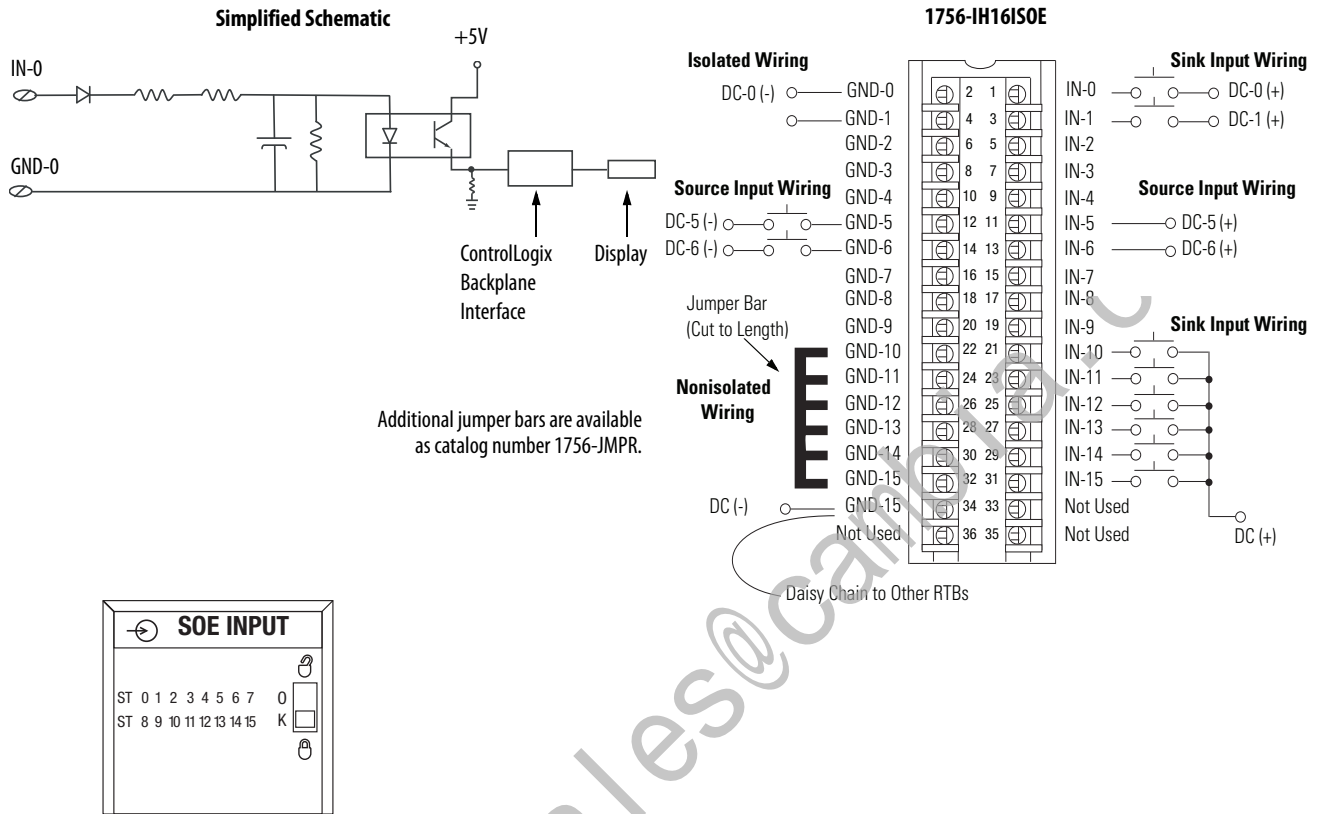 Simplified Schematic
+5V
IN-0
GND-0
ControlLogix
Backplane
Interface
Display
Additional jumper bars are available
as catalog number 1756-JMPR.
1756-IH16ISOE
Isolated Wiring
Sink Input Wiring
DC-0 (-) GND-0 2 1 IN-0 DC-0 (+)
GND-1 4 3 IN-1 DC-1 (+)
GND-2 6 5 IN-2
GND-3 8 7 IN-3
Source Input Wiring
Source Input Wiring
GND-4 10 9 IN-4
DC-5 (-) GND-5 12 11 IN-5 DC-5 (+)
DC-6 (-) GND-6 14 13 IN-6 DC-6 (+)
GND-7 16 15 IN-7
GND-8 18 17 IN-8
Jumper Bar
(Cut to Length)
Sink Input Wiring
GND-9 20 19 IN-9
GND-10 22 21 IN-10
GND-11 24 23 IN-11
Nonisolated
Wiring
GND-12 26 25 IN-12
GND-13 28 27 IN-13
GND-14 30 29 IN-14
GND-15 32 31 IN-15
DC (-) GND-15 34 33 Not Used
Not Used 36 35 Not Used
DC (+)
Daisy Chain to Other RTBs
SOE INPUT
ST 0 1 2 3 4 5 6 7 O
ST 8 9 10 11 12 13 14 15 K
les@cambia.c